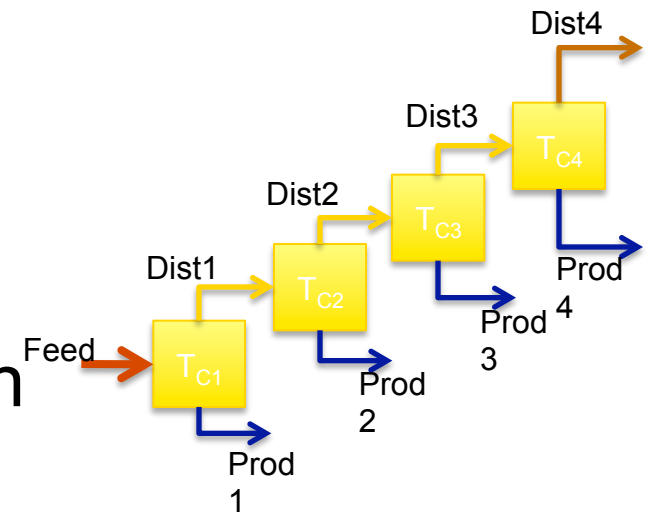 Dist4
Dist3
T_C4
Dist2
T_C3
Prod
4
Dist1
T_C2
Prod
3
Feed
T_C1
n
Prod
2
Prod
1